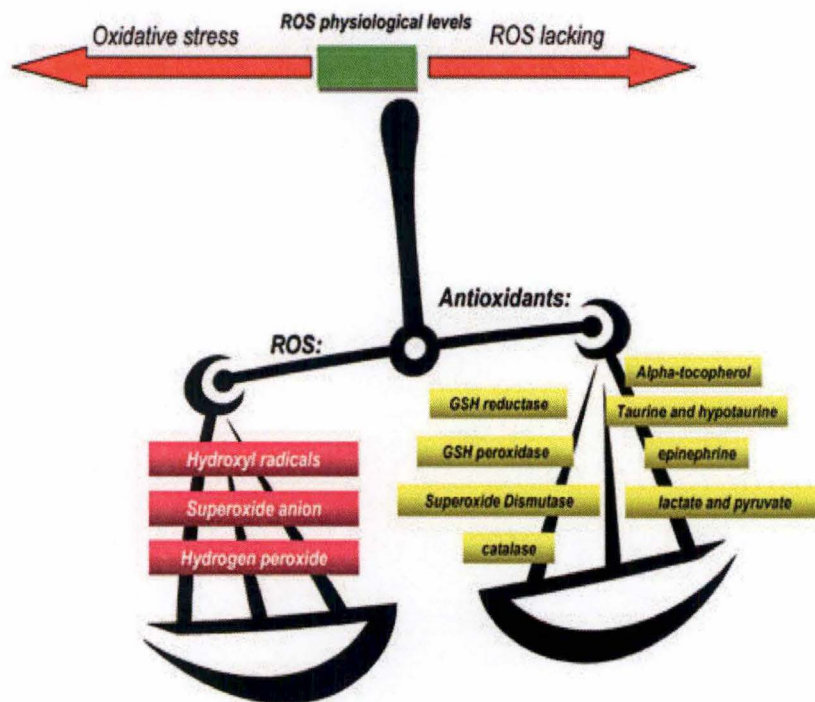 ROS physiological levels
Oxidative stress
ROS lacking
Antioxidants:
ROS:
Alpha-tocopherol
GSH reductase
Taurine and hypotaurine
Hydroxyl radicals
GSH peroxidase
epinephrine
Superoxide anion
Superoxide Dismutase
lactate and pyruvate
Hydrogen peroxide
catalase